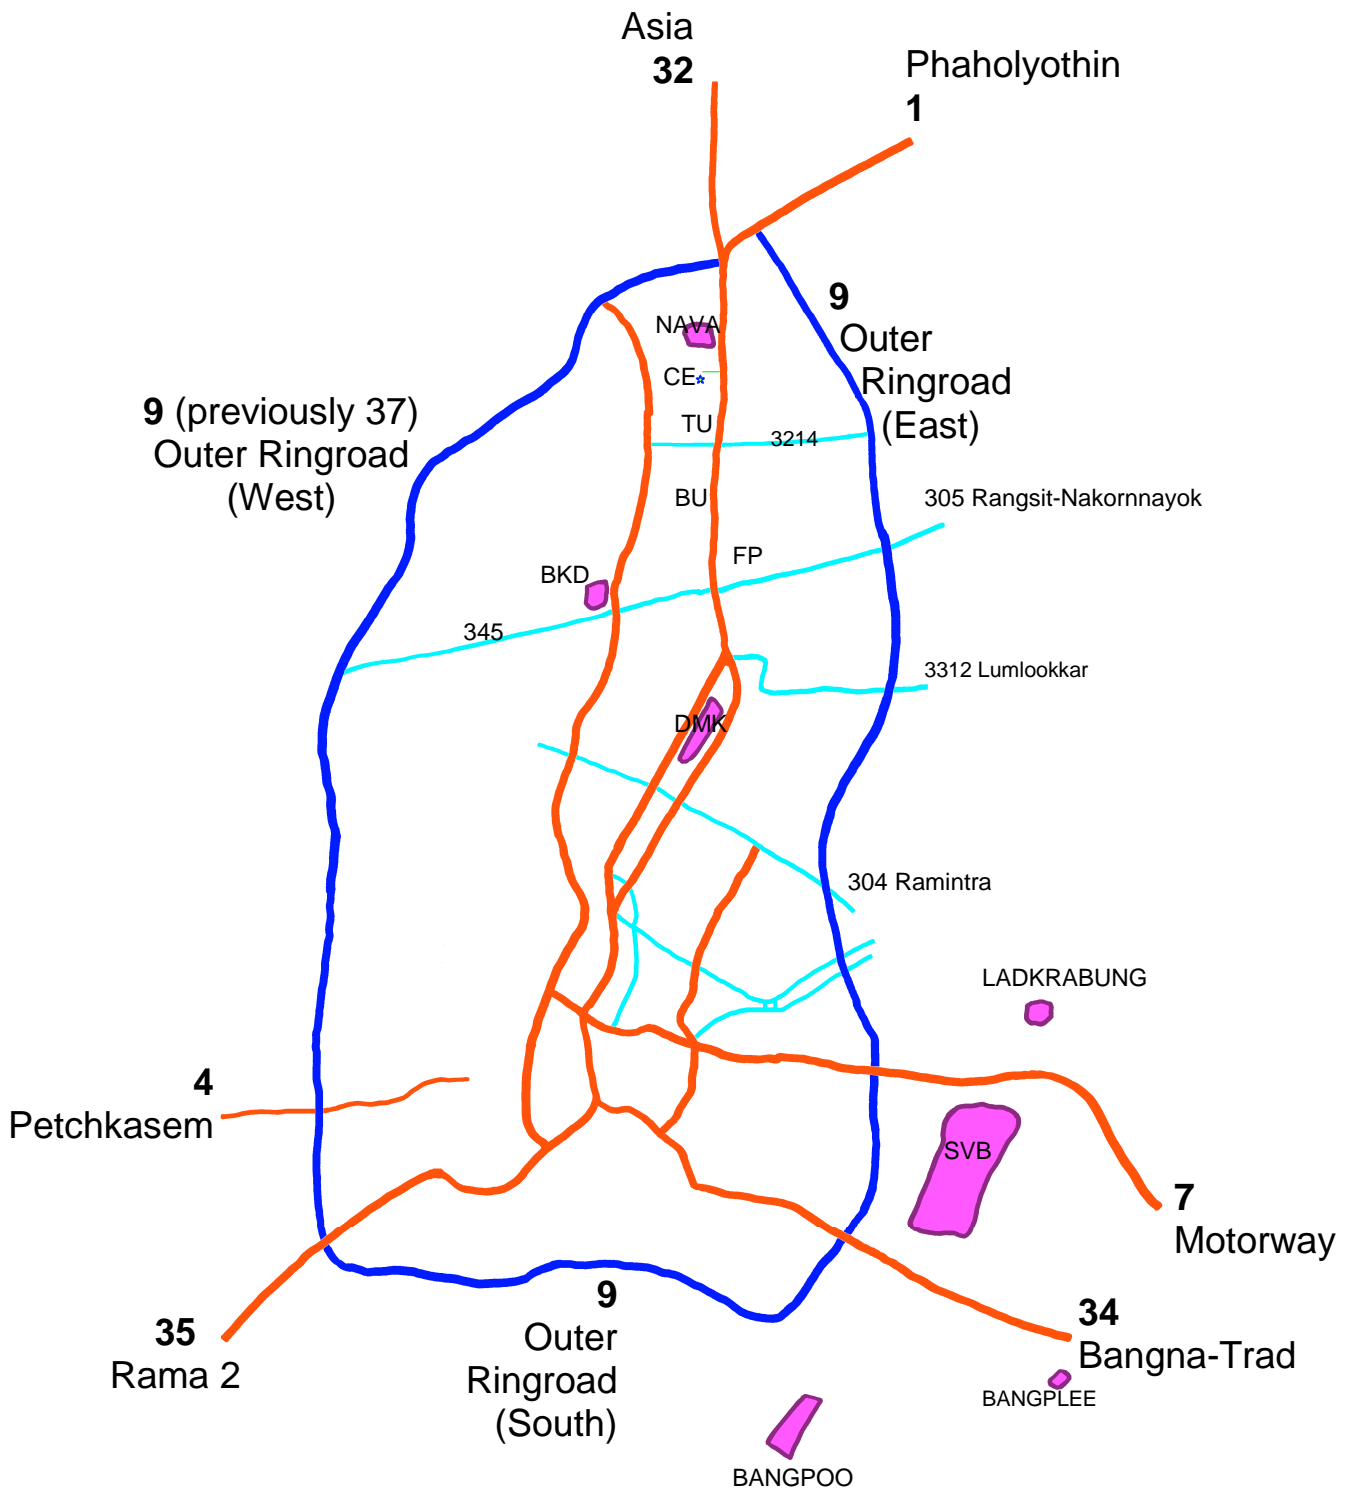 Asia
32
Phaholyothin
1
9
Outer
Ringroad
(East)
NAVA
CE
9 (previously 37)
Outer Ringroad
(West)
TU
3214
BU
305 Rangsit-Nakornnayok
FP
BKD
345
3312 Lumlookkar
DMK
304 Ramintra
LADKRABUNG
4
Petchkasem
SVB
7
Motorway
9
Outer
Ringroad
(South)
35
Rama 2
34
Bangna-Trad
BANGPLEE
BANGPOO